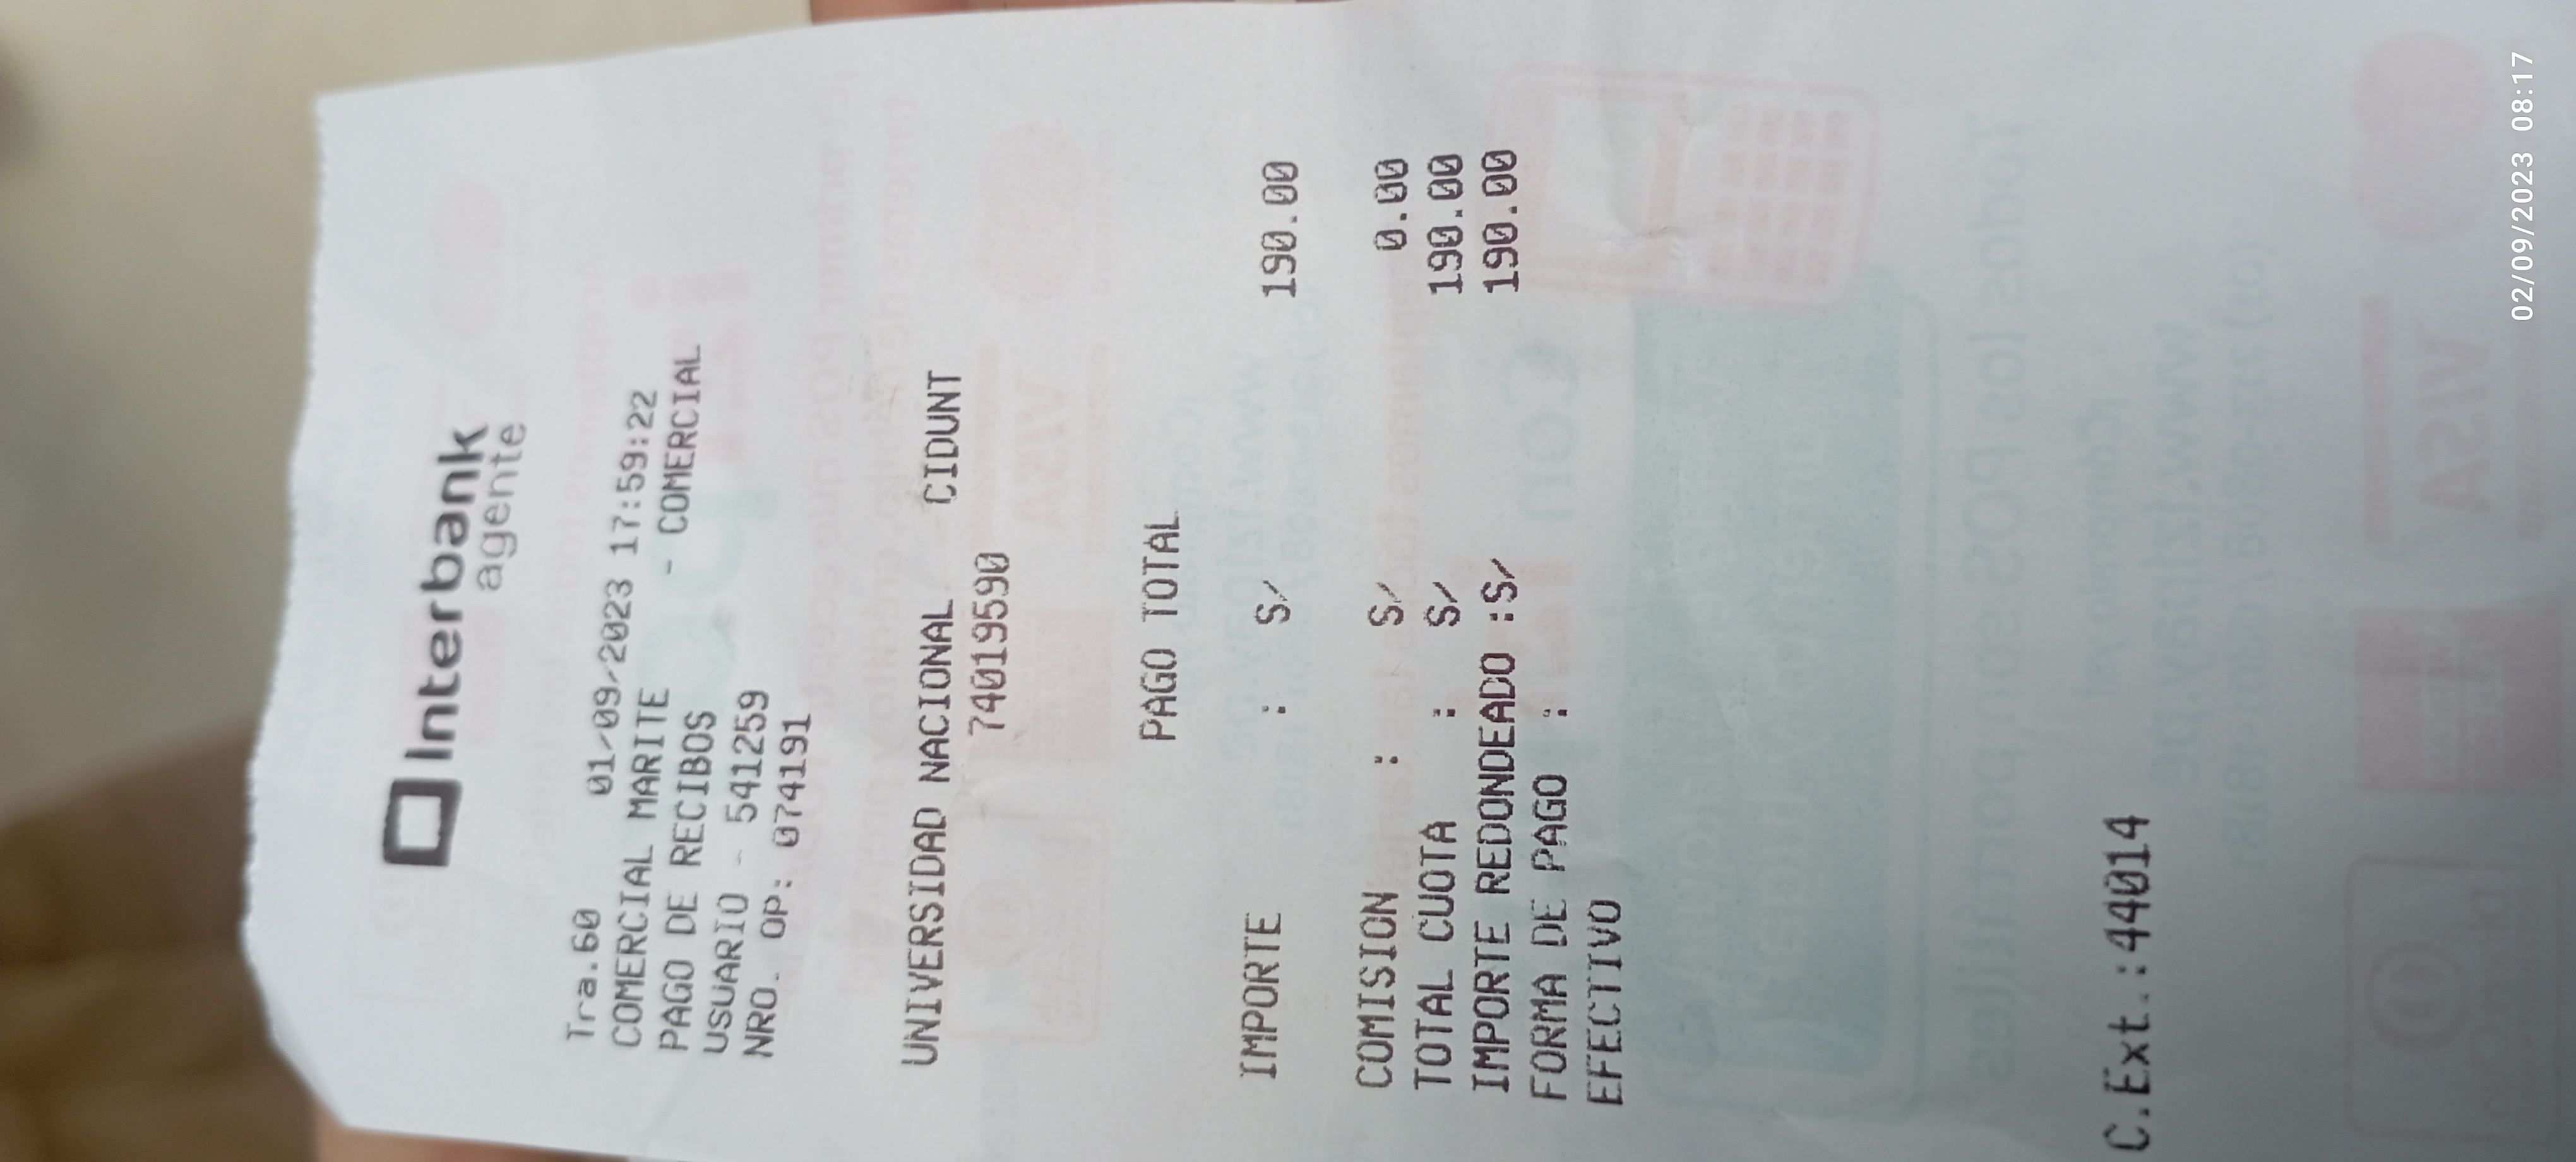 Interbank
agente
Tra.60 01/09/2023 17:59:22
COMERCIAL MARITE - COMERCIAL
PAGO DE RECIBOS
USUARIO - 541259
NRO. OP: 0741191
UNIVERSIDAD NACIONAL CIDUNT
74019590
PAGO TOTAL
IMPORTE : S/ 190.00
COMISION : S/ 0.00
TOTAL CUOTA : S/ 190.00
IMPORTE REDONDEADO :S/ 190.00
FORMA DE PAGO :
EFECTIVO
C.Ext.:44014
02/09/2023 08:17